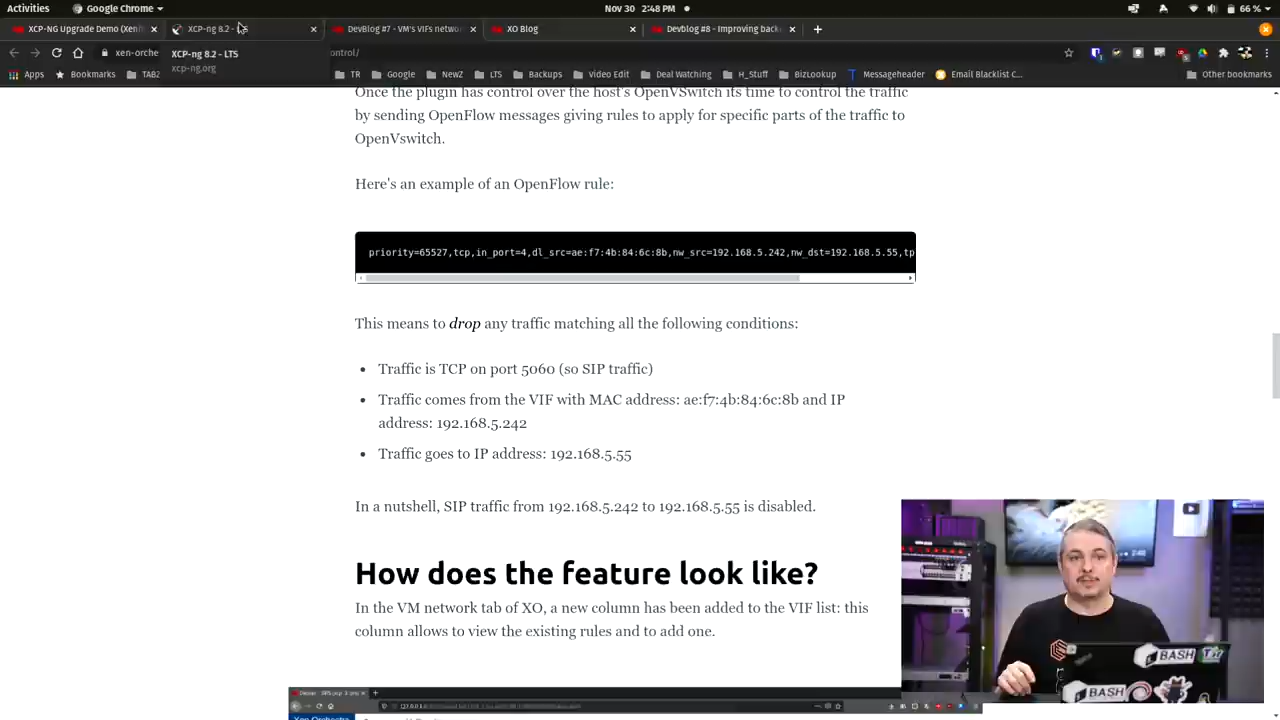 Activities
Google Chrome
Nov 30 2:48 PM
66 %
XCP-NG Upgrade Demo (Xen
XCP-ng 8.2 -
DevBlog #7 - VM's VIFs netwo
XO Blog
Devblog #8 - Improving back
xen-orche
ontrol/
XCP-ng 8.2 - LTS
xcp-ng.org
Apps
Bookmarks
TAB2
TR
Google
NewZ
LTS
Backups
Video Edit
Deal Watching
H_Stuff
BizLookup
Messageheader
Email Blacklist C...
Other bookmarks
Once the plugin has control over the host's OpenVSwitch its time to control the traffic
by sending OpenFlow messages giving rules to apply for specific parts of the traffic to
OpenVswitch.
Here's an example of an OpenFlow rule:
priority=65527,tcp,in_port=4,dl_src=ae:f7:4b:84:6c:8b,nw_src=192.168.5.242,nw_dst=192.168.5.55,tp
This means to drop any traffic matching all the following conditions:
• Traffic is TCP on port 5060 (so SIP traffic)
• Traffic comes from the VIF with MAC address: ae:f7:4b:84:6c:8b and IP
address: 192.168.5.242
• Traffic goes to IP address: 192.168.5.55
In a nutshell, SIP traffic from 192.168.5.242 to 192.168.5.55 is disabled.
How does the feature look like?
In the VM network tab of XO, a new column has been added to the VIF list: this
column allows to view the existing rules and to add one.
BASH
BASH